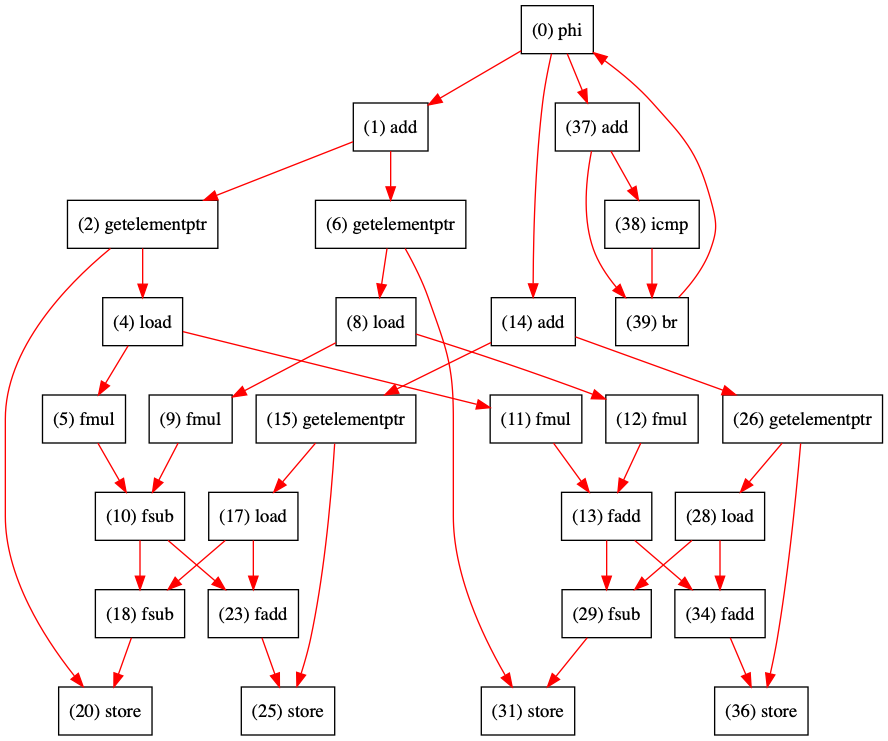 (0) phi
(1) add
(37) add
(2) getelementptr
(6) getelementptr
(38) icmp
(4) load
(8) load
(14) add
(39) br
(5) fmul
(9) fmul
(15) getelementptr
(11) fmul
(12) fmul
(26) getelementptr
(10) fsub
(17) load
(13) fadd
(28) load
(18) fsub
(23) fadd
(29) fsub
(34) fadd
(20) store
(25) store
(31) store
(36) store